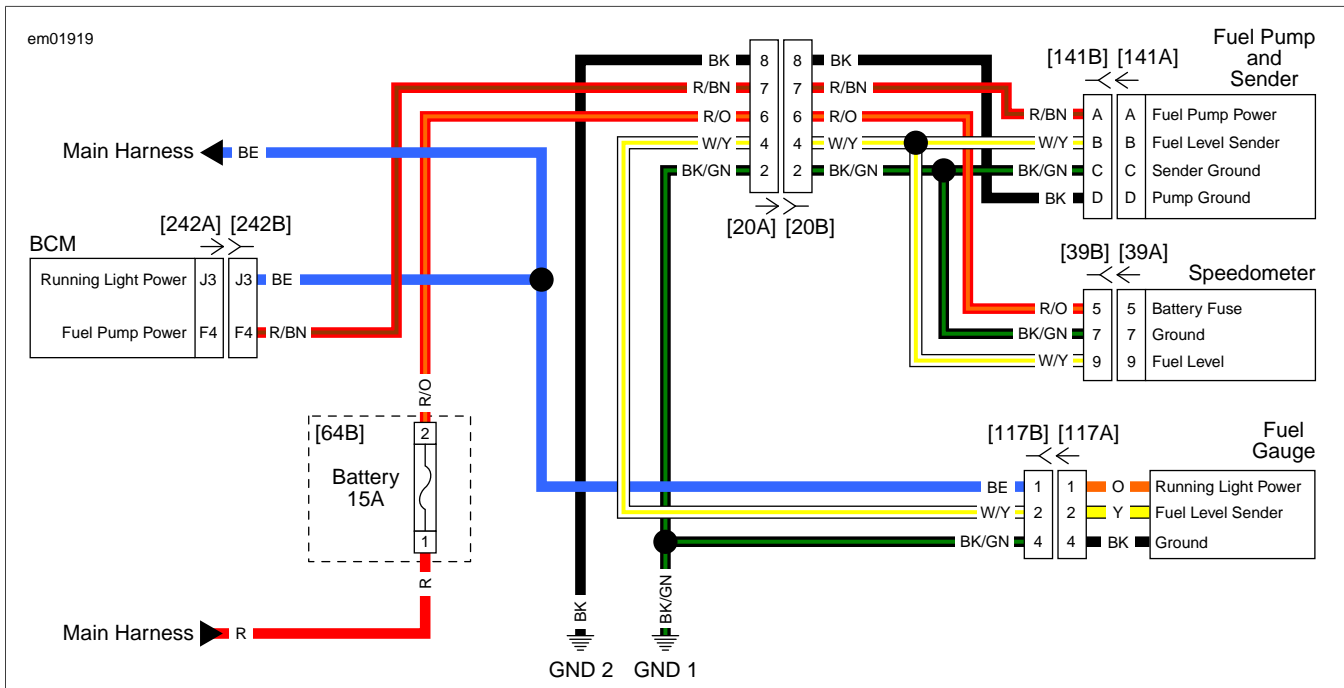 em01919
Fuel Pump
and
Sender
[141B] [141A]
BK 8 8 BK
R/BN 7 7 R/BN
R/O 6 6 R/O
W/Y 4 4 W/Y
BK/GN 2 2 BK/GN
[20A] [20B]
R/BN A A Fuel Pump Power
W/Y B B Fuel Level Sender
BK/GN C C Sender Ground
BK D D Pump Ground
Main Harness BE
[242A] [242B]
BCM
Running Light Power J3 J3 BE
Fuel Pump Power F4 F4 R/BN
[39B] [39A] Speedometer
R/O 5 5 Battery Fuse
BK/GN 7 7 Ground
W/Y 9 9 Fuel Level
R/O
[64B] 2
Battery
15A
1
R
Main Harness R
[117B] [117A] Fuel
Gauge
BE 1 1 O Running Light Power
W/Y 2 2 Y Fuel Level Sender
BK/GN 4 4 BK Ground
BK
BK/GN
GND 2 GND 1